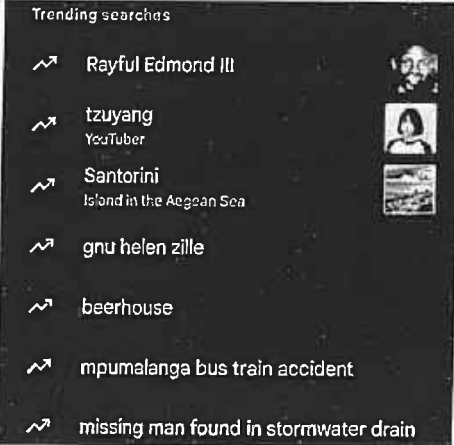 Trending searches
Rayful Edmond III
tzuyang
YouTuber
Santorini
Island in the Aegean Sea
gnu helen zille
beerhouse
mpumalanga bus train accident
missing man found in stormwater drain